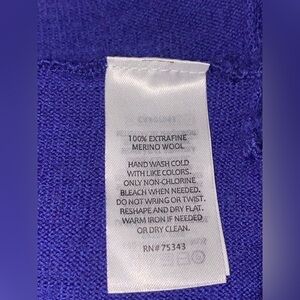 100% EXTRAFINE
MERINO WOOL
HAND WASH COLD
WITH LIKE COLORS.
ONLY NON-CHLORINE
BLEACH WHEN NEEDED.
DO NOT WRING OR TWIST.
RESHAPE AND DRY FLAT.
WARM IRON IF NEEDED
OR DRY CLEAN.
RN# 75343